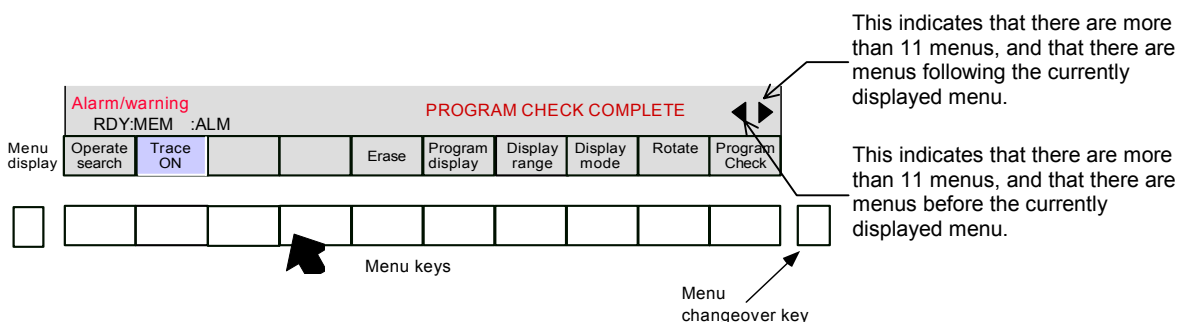 This indicates that there are more
than 11 menus, and that there are
menus following the currently
displayed menu.
Alarm/warning
PROGRAM CHECK COMPLETE
RDY:MEM :ALM
Menu
display
Operate
search
Trace
ON
Erase
Program
display
Display
range
Display
mode
Rotate
Program
Check
This indicates that there are more
than 11 menus, and that there are
menus before the currently
displayed menu.
Menu keys
Menu
changeover key